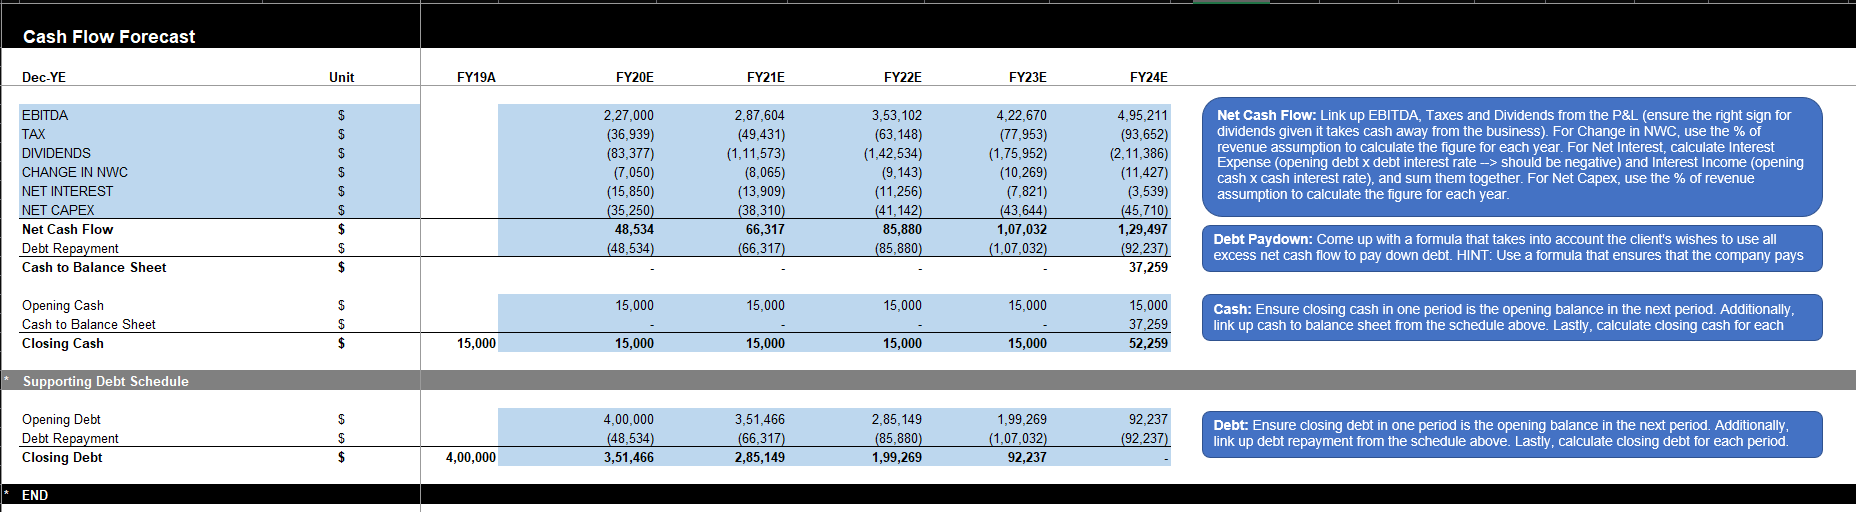 Cash Flow Forecast
Dec-YE Unit FY19A FY20E FY21E FY22E FY23E FY24E
EBITDA $ 2,27,000 2,87,604 3,53,102 4,22,670 4,95,211
TAX $ (36,939) (49,431) (63,148) (77,953) (93,652)
DIVIDENDS $ (83,377) (1,11,573) (1,42,534) (1,75,952) (2,11,386)
CHANGE IN NWC $ (7,050) (8,065) (9,143) (10,269) (11,427)
NET INTEREST $ (15,850) (13,909) (11,256) (7,821) (3,539)
NET CAPEX $ (35,250) (38,310) (41,142) (43,644) (45,710)
Net Cash Flow $ 48,534 66,317 85,880 1,07,032 1,29,497
Debt Repayment $ (48,534) (66,317) (85,880) (1,07,032) (92,237)
Cash to Balance Sheet $ - - - - 37,259
Net Cash Flow: Link up EBITDA, Taxes and Dividends from the P&L (ensure the right sign for
dividends given it takes cash away from the business). For Change in NWC, use the % of
revenue assumption to calculate the figure for each year. For Net Interest, calculate Interest
Expense (opening debt x debt interest rate --> should be negative) and Interest Income (opening
cash x cash interest rate), and sum them together. For Net Capex, use the % of revenue
assumption to calculate the figure for each year.
Debt Paydown: Come up with a formula that takes into account the client's wishes to use all
excess net cash flow to pay down debt. HINT: Use a formula that ensures that the company pays
Opening Cash $ 15,000 15,000 15,000 15,000 15,000
Cash to Balance Sheet $ - - - - 37,259
Closing Cash $ 15,000 15,000 15,000 15,000 15,000 52,259
Cash: Ensure closing cash in one period is the opening balance in the next period. Additionally,
link up cash to balance sheet from the schedule above. Lastly, calculate closing cash for each
* Supporting Debt Schedule
Opening Debt $ 4,00,000 3,51,466 2,85,149 1,99,269 92,237
Debt Repayment $ (48,534) (66,317) (85,880) (1,07,032) (92,237)
Closing Debt $ 4,00,000 3,51,466 2,85,149 1,99,269 92,237 -
Debt: Ensure closing debt in one period is the opening balance in the next period. Additionally,
link up debt repayment from the schedule above. Lastly, calculate closing debt for each period.
* END